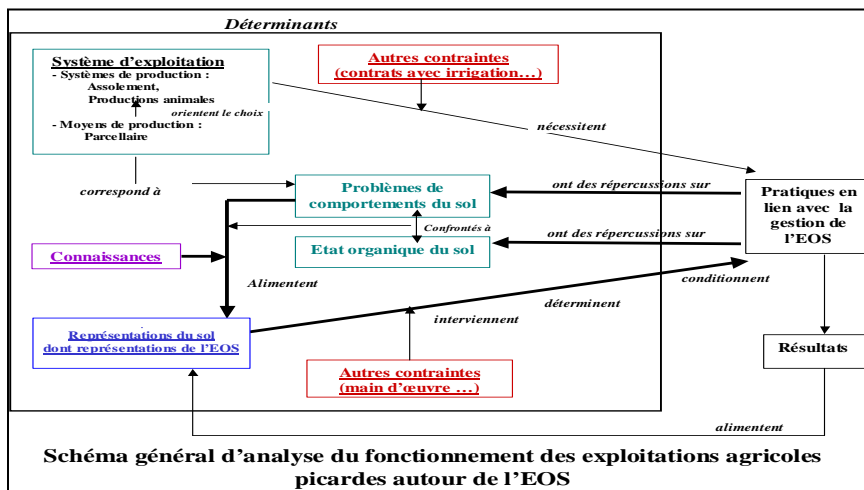 Déterminants
Système d'exploitation
- Systèmes de production :
Assolement,
Productions animales
orientent le choix
- Moyens de production :
Parcellaire
Autres contraintes
(contrats avec irrigation…)
nécessitent
correspond à
Problèmes de
comportements du sol
ont des répercussions sur
Pratiques en
lien avec la
gestion de
l'EOS
Confrontés à
Etat organique du sol
ont des répercussions sur
Connaissances
Alimentent
conditionnent
déterminent
interviennent
Représentations du sol
dont représentations de l'EOS
Autres contraintes
(main d'œuvre …)
Résultats
alimentent
Schéma général d'analyse du fonctionnement des exploitations agricoles
picardes autour de l'EOS